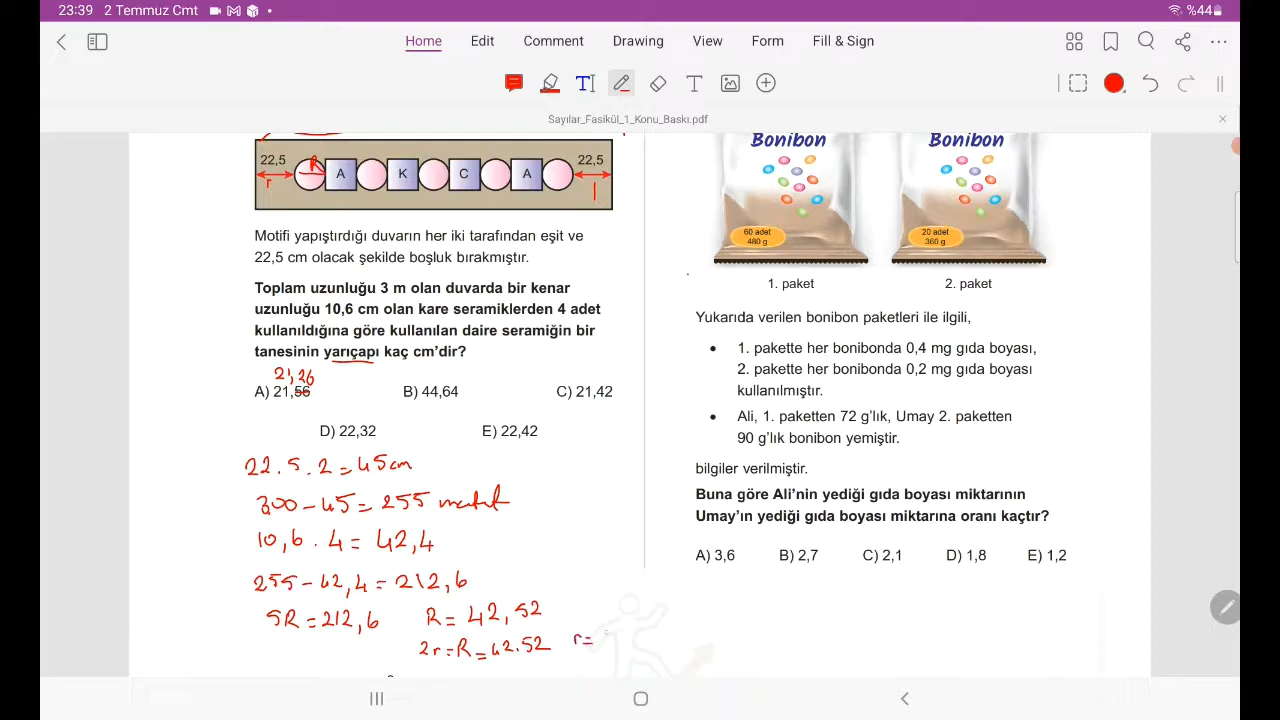 23:39 2 Temmuz Cmt
%44
Home Edit Comment Drawing View Form Fill & Sign
Sayılar_Fasikül_1_Konu_Baskı.pdf
22,5 R A K C A 22,5
r
Motifi yapıştırdığı duvarın her iki tarafından eşit ve
22,5 cm olacak şekilde boşluk bırakmıştır.
Toplam uzunluğu 3 m olan duvarda bir kenar
uzunluğu 10,6 cm olan kare seramiklerden 4 adet
kullanıldığına göre kullanılan daire seramiğin bir
tanesinin yarıçapı kaç cm'dir?
21,26
A) 21,56 B) 44,64 C) 21,42
D) 22,32 E) 22,42
22.5.2=45cm
300-45=255
10,6.4=42,4
255-42,4=212,6
5R=212,6 R=42,52
2r=R=42.52 r=
Bonibon Bonibon
60 adet
480 g
20 adet
360 g
1. paket 2. paket
Yukarıda verilen bonibon paketleri ile ilgili,
• 1. pakette her bonibonda 0,4 mg gıda boyası,
2. pakette her bonibonda 0,2 mg gıda boyası
kullanılmıştır.
• Ali, 1. paketten 72 g'lık, Umay 2. paketten
90 g'lık bonibon yemiştir.
bilgiler verilmiştir.
Buna göre Ali'nin yediği gıda boyası miktarının
Umay'ın yediği gıda boyası miktarına oranı kaçtır?
A) 3,6 B) 2,7 C) 2,1 D) 1,8 E) 1,2